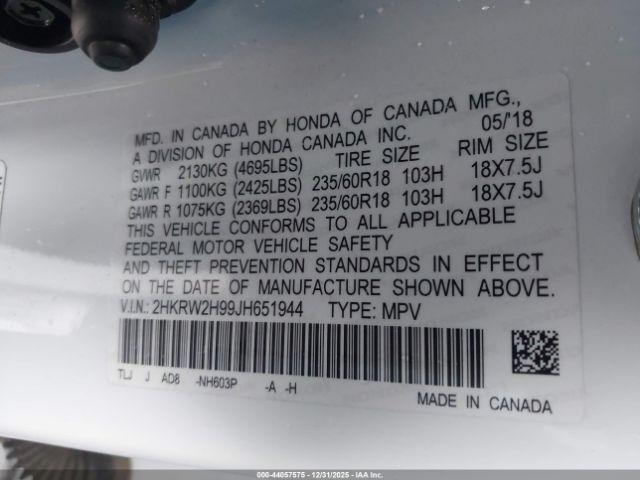 MFD. IN CANADA BY HONDA OF CANADA MFG.,
A DIVISION OF HONDA CANADA INC. 05/'18
GVWR 2130KG (4695LBS) TIRE SIZE RIM SIZE
GAWR F 1100KG (2425LBS) 235/60R18 103H 18X7.5J
GAWR R 1075KG (2369LBS) 235/60R18 103H 18X7.5J
THIS VEHICLE CONFORMS TO ALL APPLICABLE
FEDERAL MOTOR VEHICLE SAFETY
AND THEFT PREVENTION STANDARDS IN EFFECT
ON THE DATE OF MANUFACTURE SHOWN ABOVE.
V.I.N.: 2HKRW2H99JH651944 TYPE: MPV
TLJ J AD8 -NH603P -A -H
MADE IN CANADA
000-44057575 - 12/31/2025 - IAA Inc.